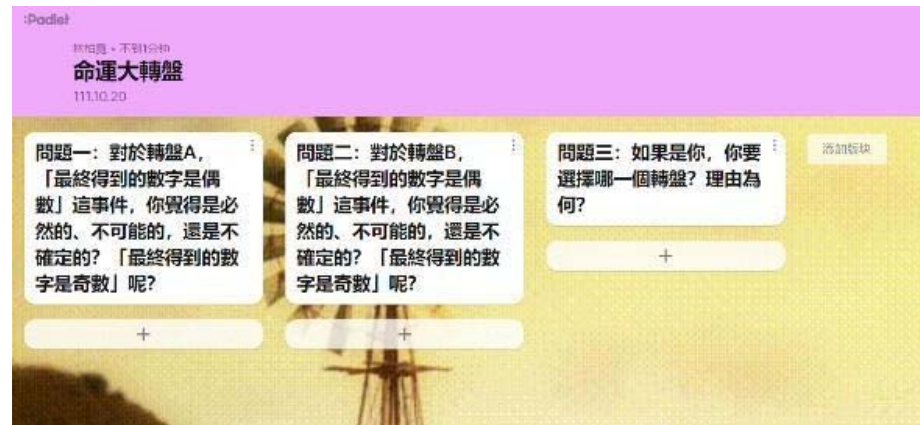 :Padlet
不到1分钟
命運大轉盤
111.10.20
問題一：對於轉盤A，
「最終得到的數字是偶
數」這事件，你覺得是必
然的、不可能的，還是不
確定的？「最終得到的數
字是奇數」呢？
+
問題二：對於轉盤B，
「最終得到的數字是偶
數」這事件，你覺得是必
然的、不可能的，還是不
確定的？「最終得到的數
字是奇數」呢？
+
問題三：如果是你，你要
選擇哪一個轉盤？理由為
何？
+
添加版块